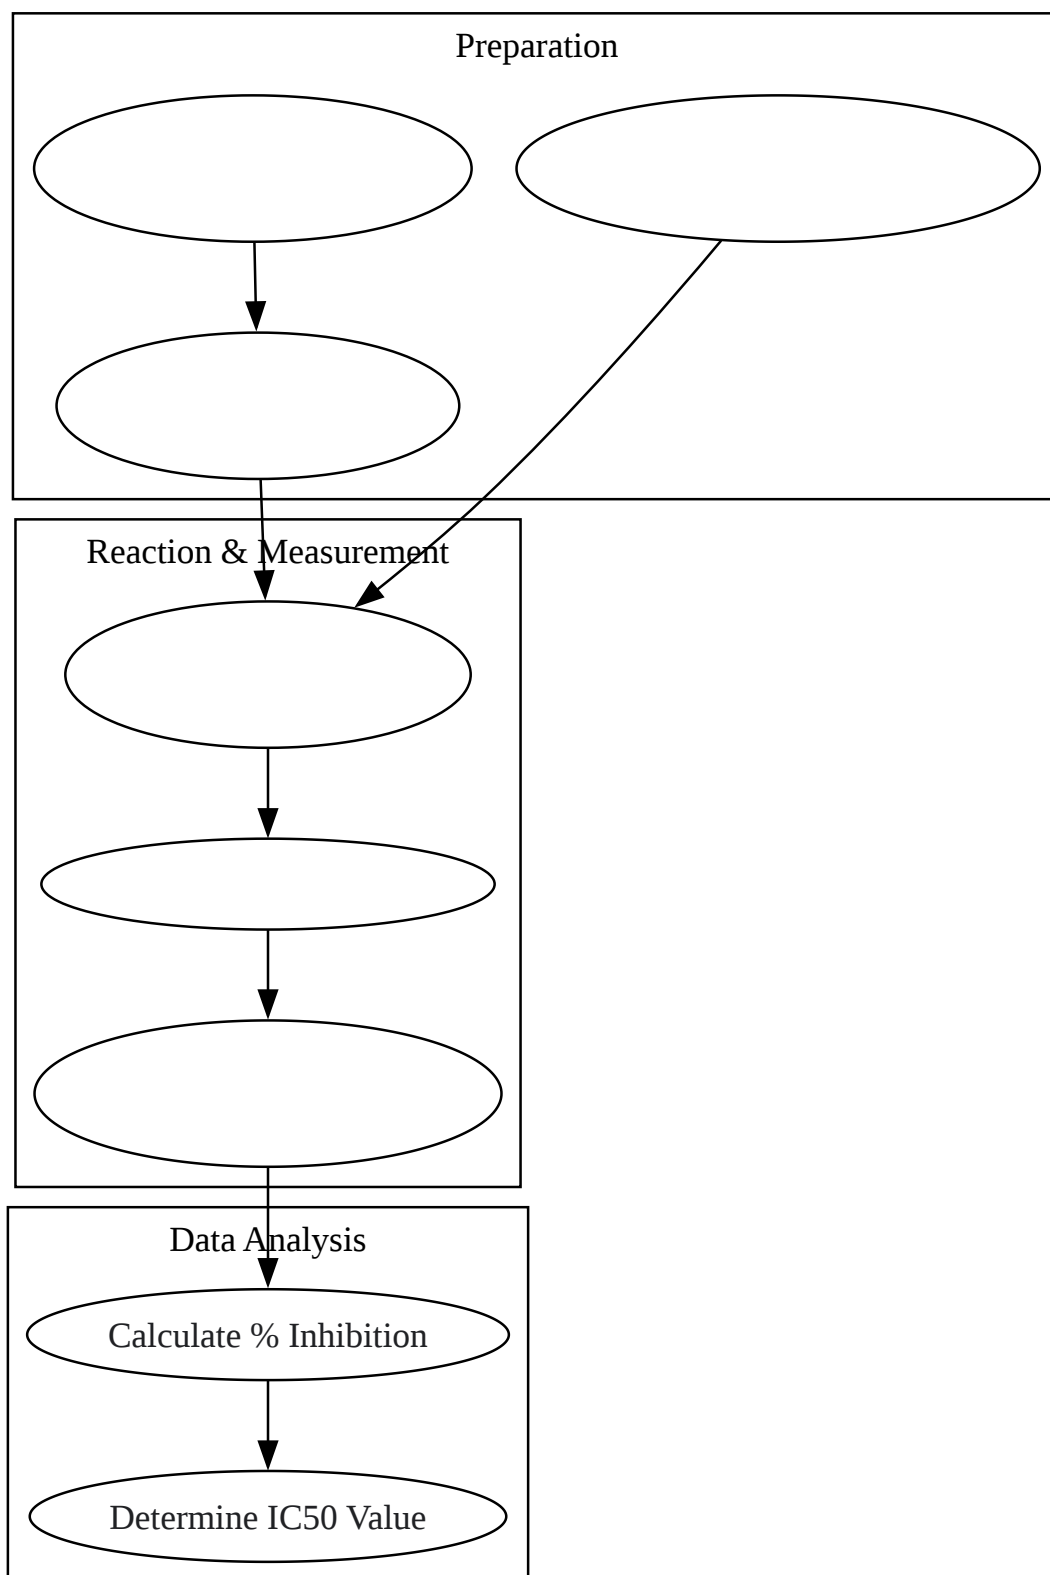 Preparation
Reaction & Measurement
Data Analysis
Calculate % Inhibition
Determine IC50 Value